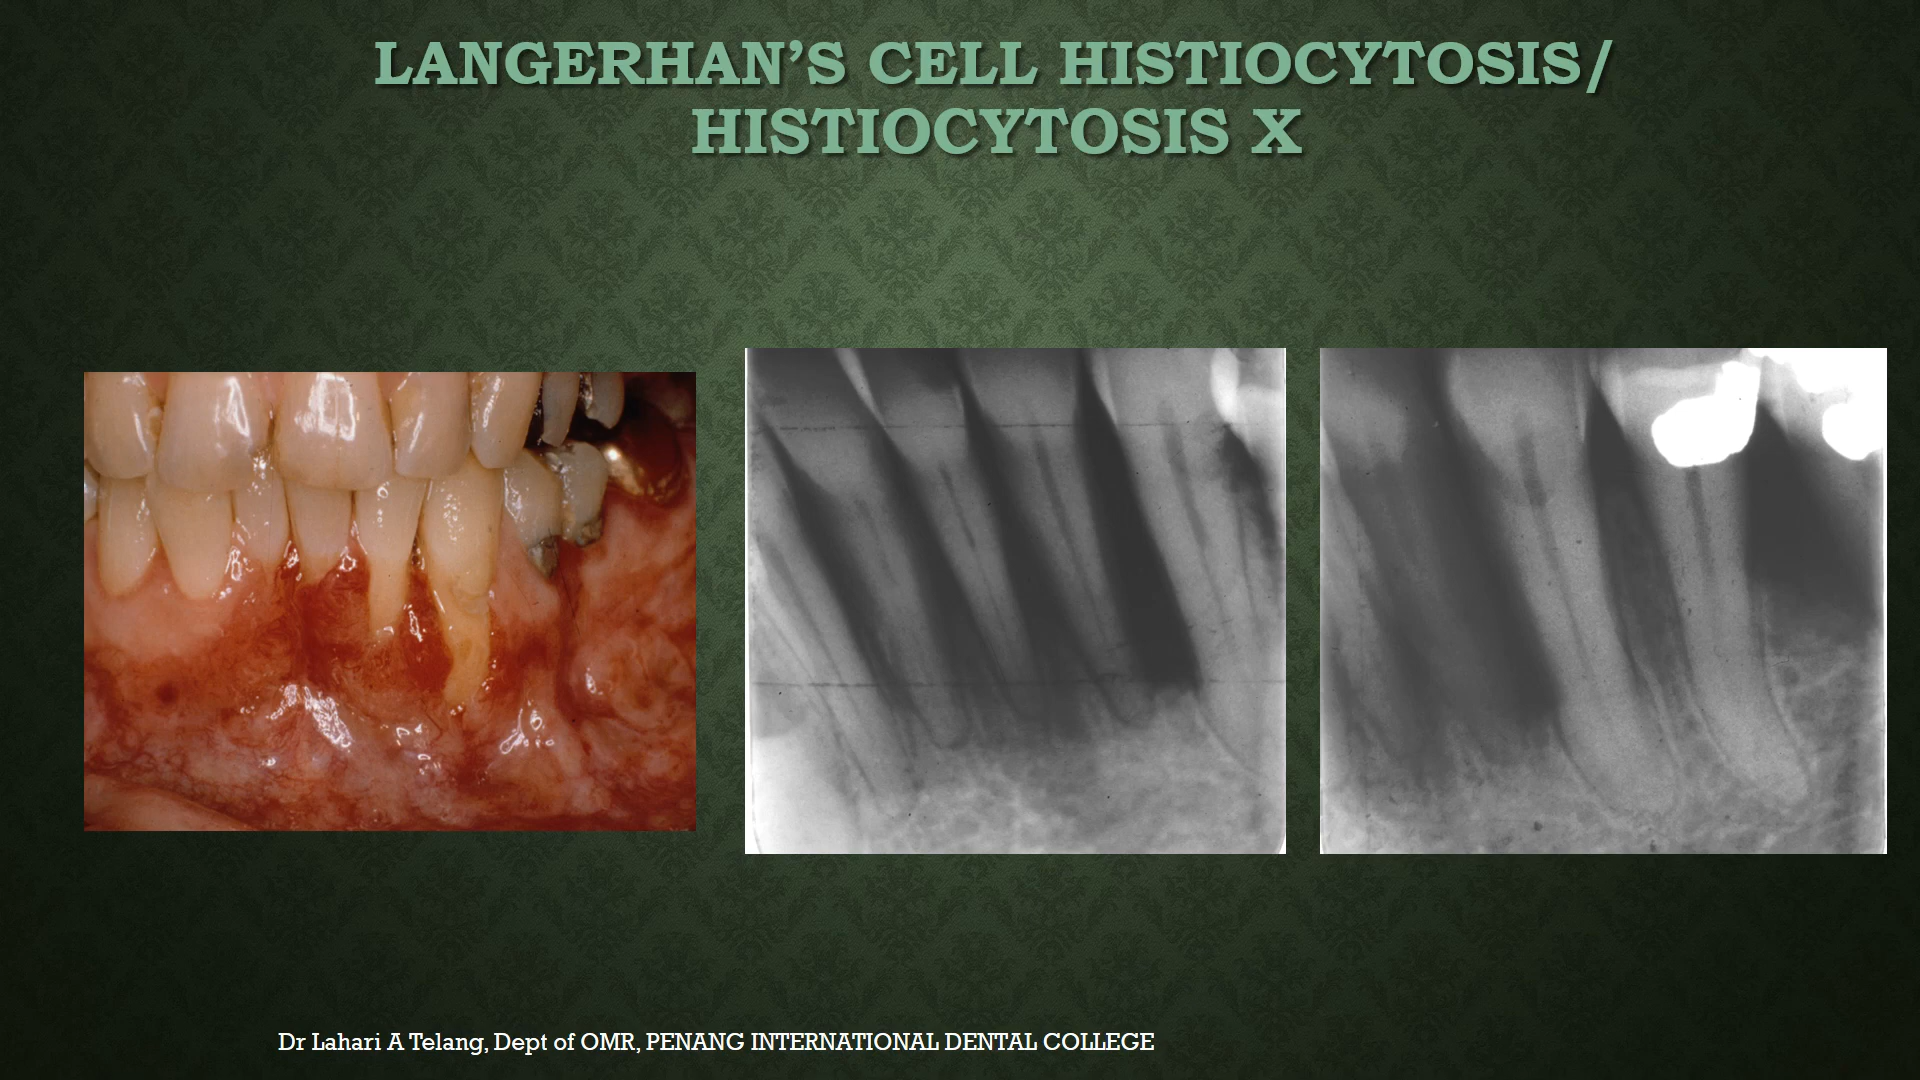 LANGERHAN’S CELL HISTIOCYTOSIS/
HISTIOCYTOSIS X
Dr Lahari A Telang, Dept of OMR, PENANG INTERNATIONAL DENTAL COLLEGE